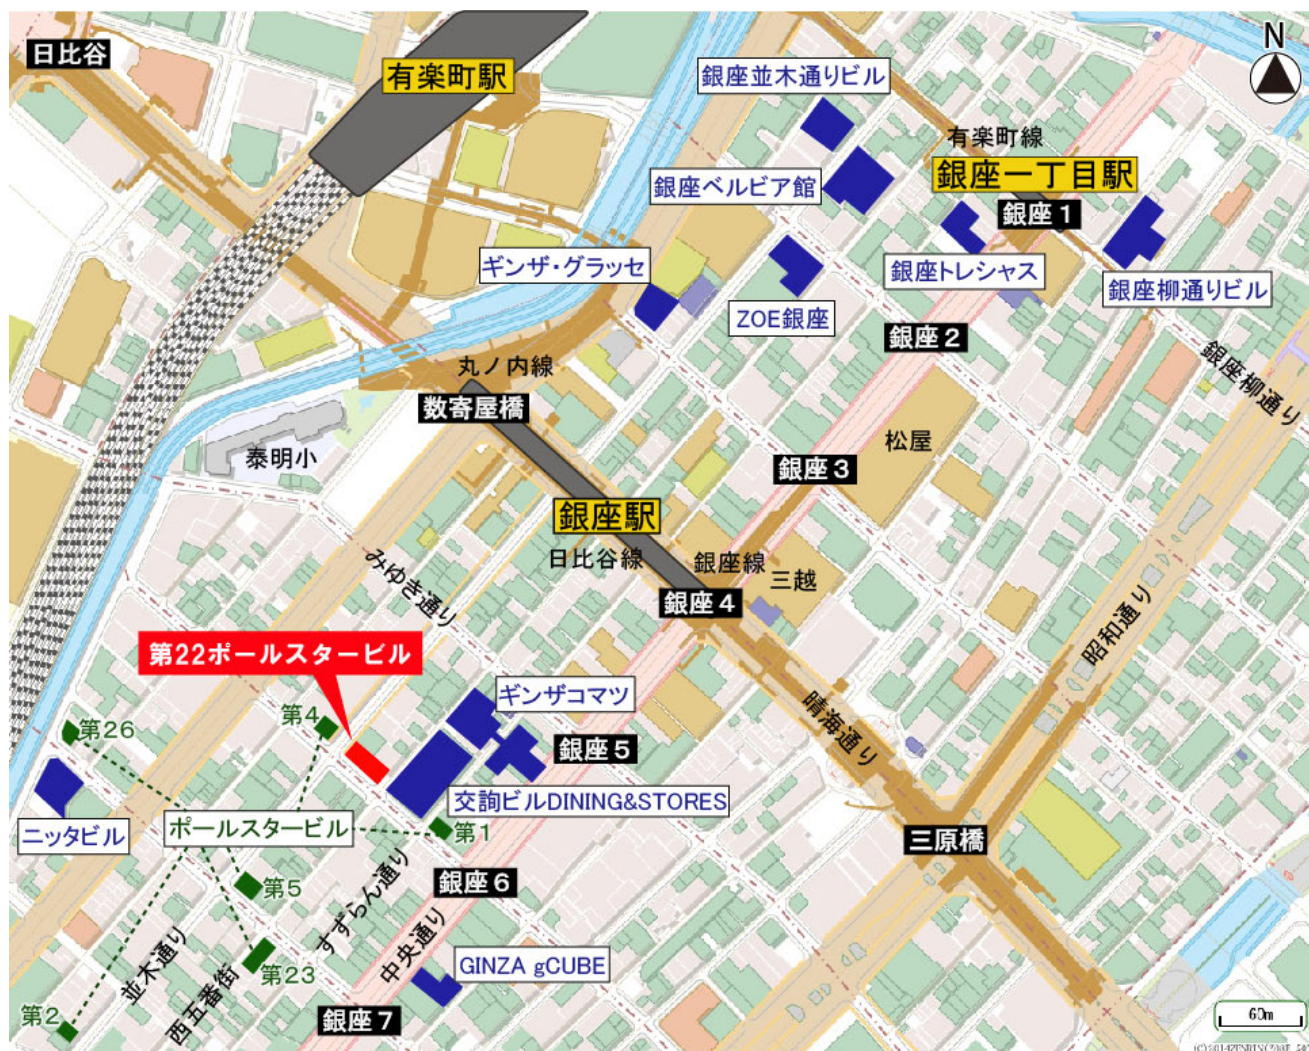 日比谷
有楽町駅
銀座並木通りビル
N
有楽町線
銀座一丁目駅
銀座ベルビア館
銀座1
ギンザ・グラッセ
銀座トレシャス
銀座柳通りビル
ZOE銀座
銀座2
銀座柳通り
丸ノ内線
数寄屋橋
松屋
泰明小
銀座3
銀座駅
日比谷線
銀座線
三越
みゆき通り
銀座4
昭和通り
第22ポールスタービル
ギンザコマツ
晴海通り
第4
第26
銀座5
交詢ビルDINING&STORES
ニッタビル
ポールスタービル
第1
三原橋
銀座6
第5
すずらん通り
中央通り
並木通り
西五番街
第23
GINZA gCUBE
第2
銀座7
60m